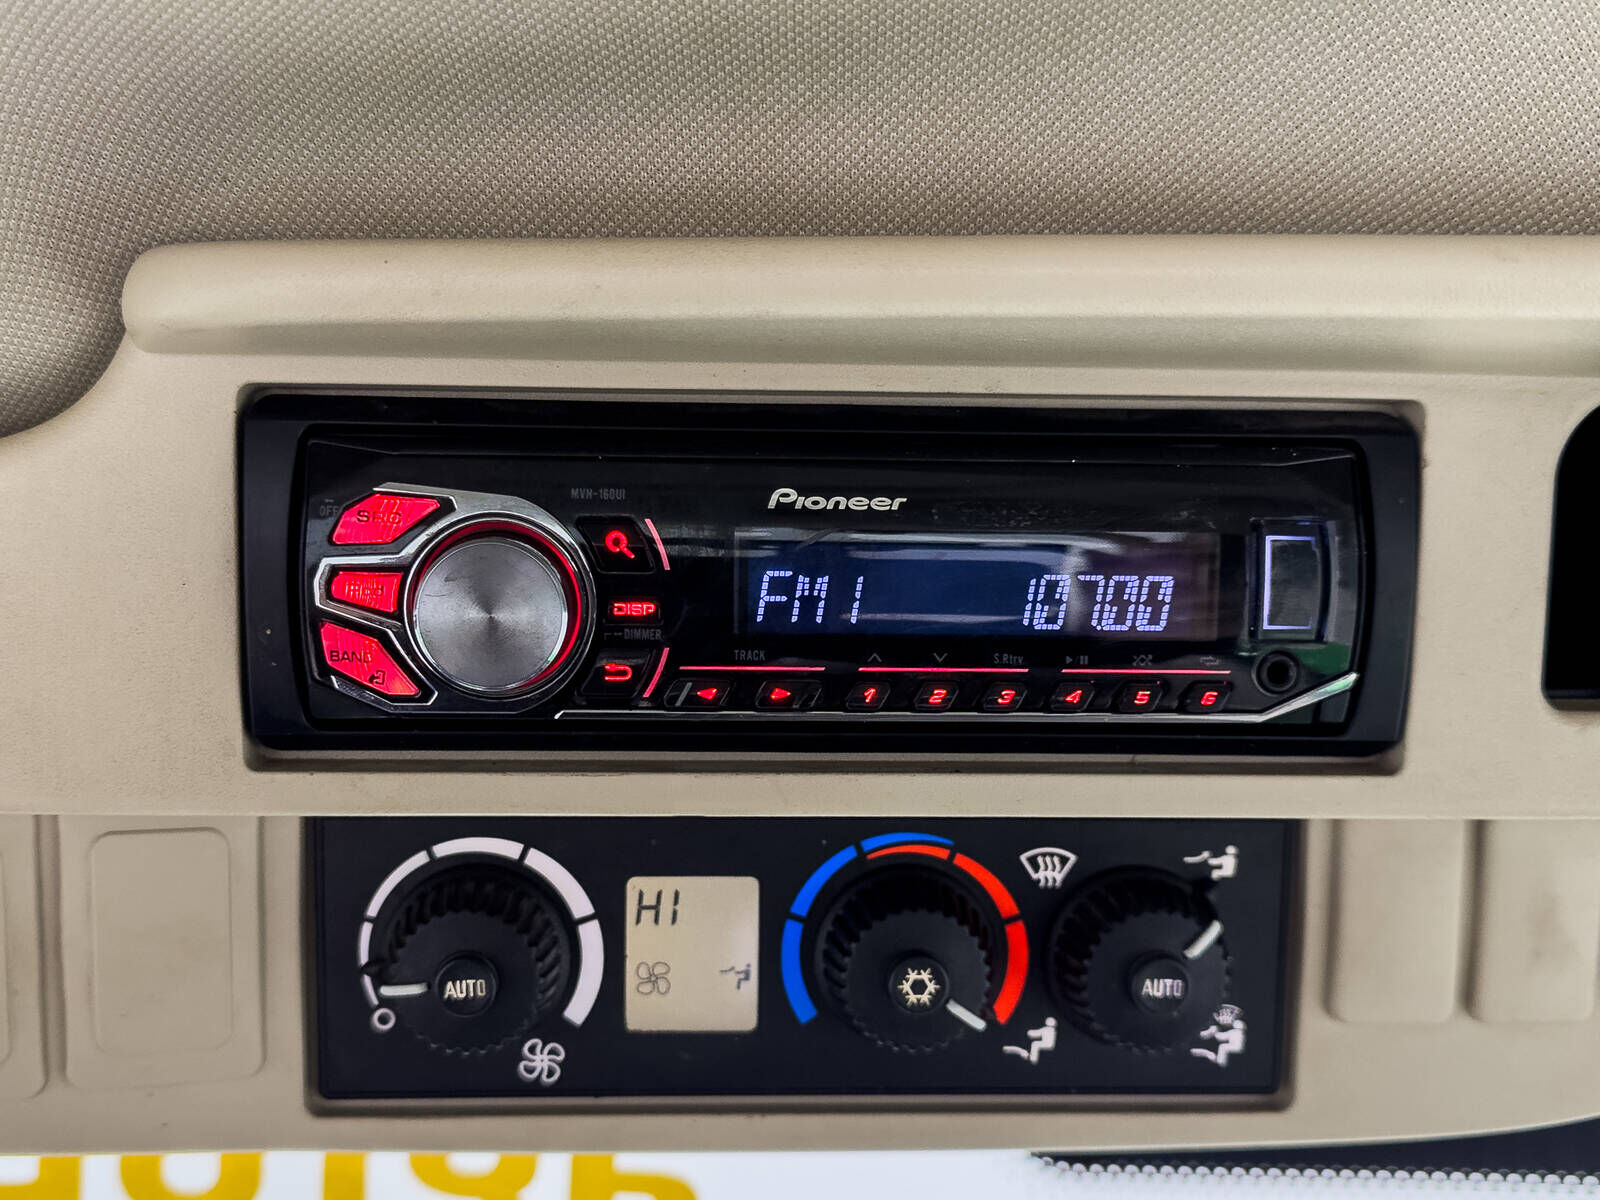 MVH-160UI
Pioneer
OFF
SRC
DISP
DIMMER
BAND
FM1 107.00
TRACK
S.Rtrv
1 2 3 4 5 6
HI
AUTO
AUTO